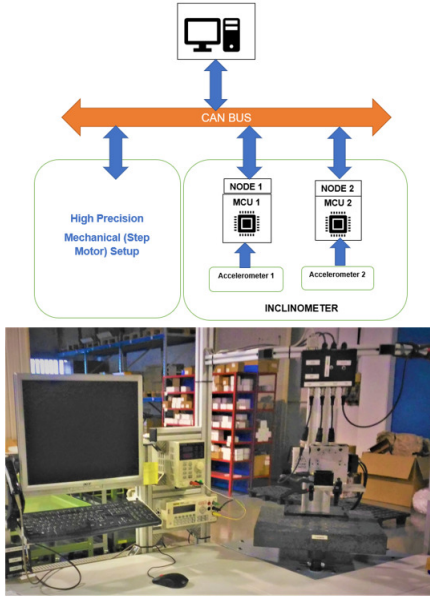 CAN BUS
NODE 1
MCU 1
Accelerometer 1
NODE 2
MCU 2
Accelerometer 2
High Precision
Mechanical (Step
Motor) Setup
INCLINOMETER